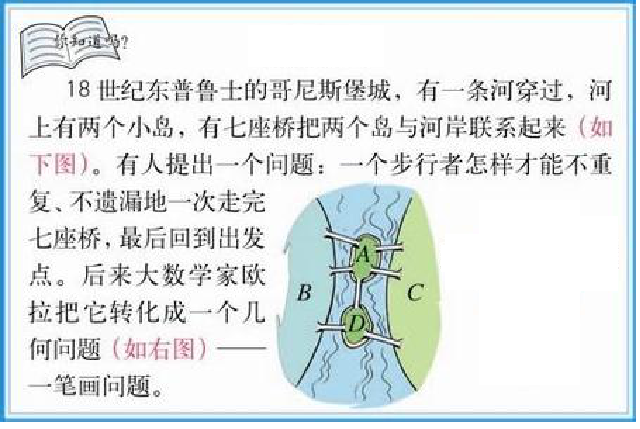 你知道吗?
18世纪东普鲁士的哥尼斯堡城，有一条河穿过，河
上有两个小岛，有七座桥把两个岛与河岸联系起来（如
下图）。有人提出一个问题：一个步行者怎样才能不重
复、不遗漏地一次走完
七座桥，最后回到出发
点。后来大数学家欧
拉把它转化成一个几
何问题（如右图）——
一笔画问题。
A
B
C
D